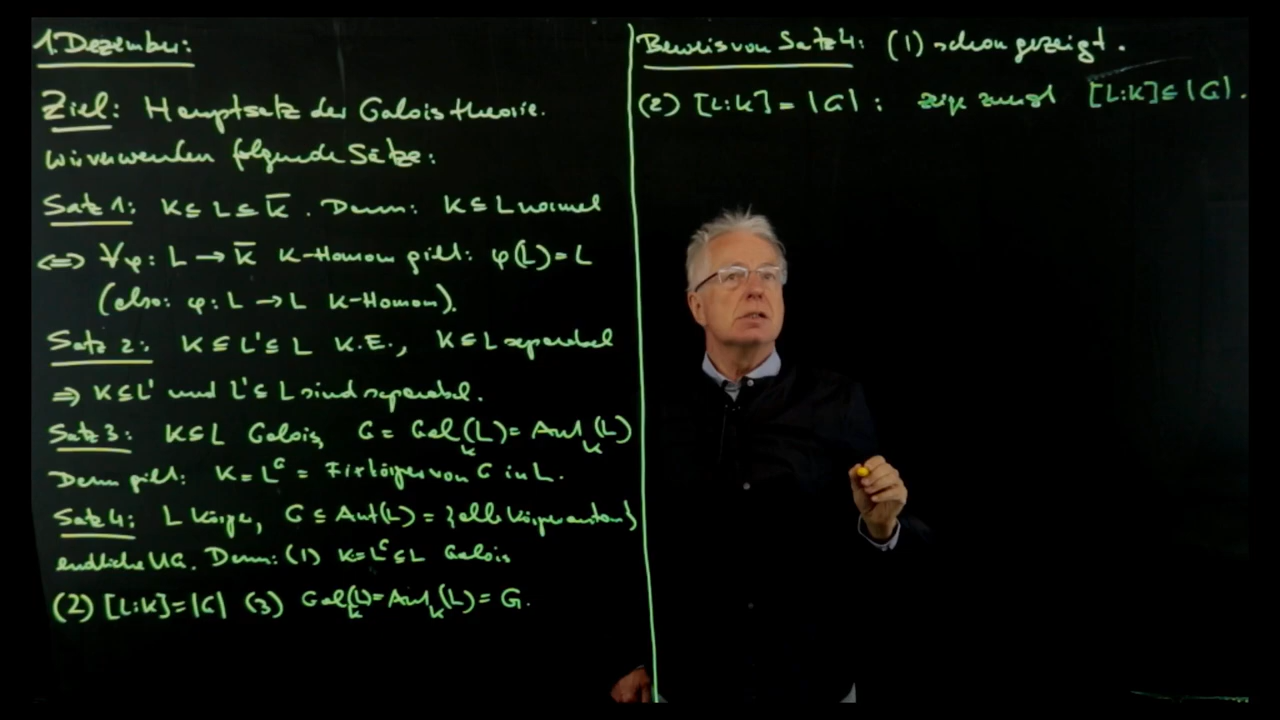 1. Dezember:
Ziel: Hauptsatz der Galoistheorie.
Wir verwenden folgende Sätze:
Satz 1: K ⊆ L ⊆ K̅. Dann: K ⊆ L normal
⇔ ∀φ: L → K̅ K-Homom gilt: φ(L) = L
(also: φ: L → L K-Homom).
Satz 2: K ⊆ L' ⊆ L K.E., K ⊆ L separabel
⇒ K ⊆ L' und L' ⊆ L sind separabel.
Satz 3: K ⊆ L Galois, G = Gal_K(L) = Aut_K(L)
Dann gilt: K = L^G = Fixkörper von G in L.
Satz 4: L Körper, G ⊆ Aut(L) = {alle Körperautom}
endliche UG. Dann: (1) K = L^G ⊆ L Galois
(2) [L:K] = |G| (3) Gal_K(L) = Aut_K(L) = G.
Beweis von Satz 4: (1) schon gezeigt.
(2) [L:K] = |G| : zeige zuerst [L:K] ≤ |G|.